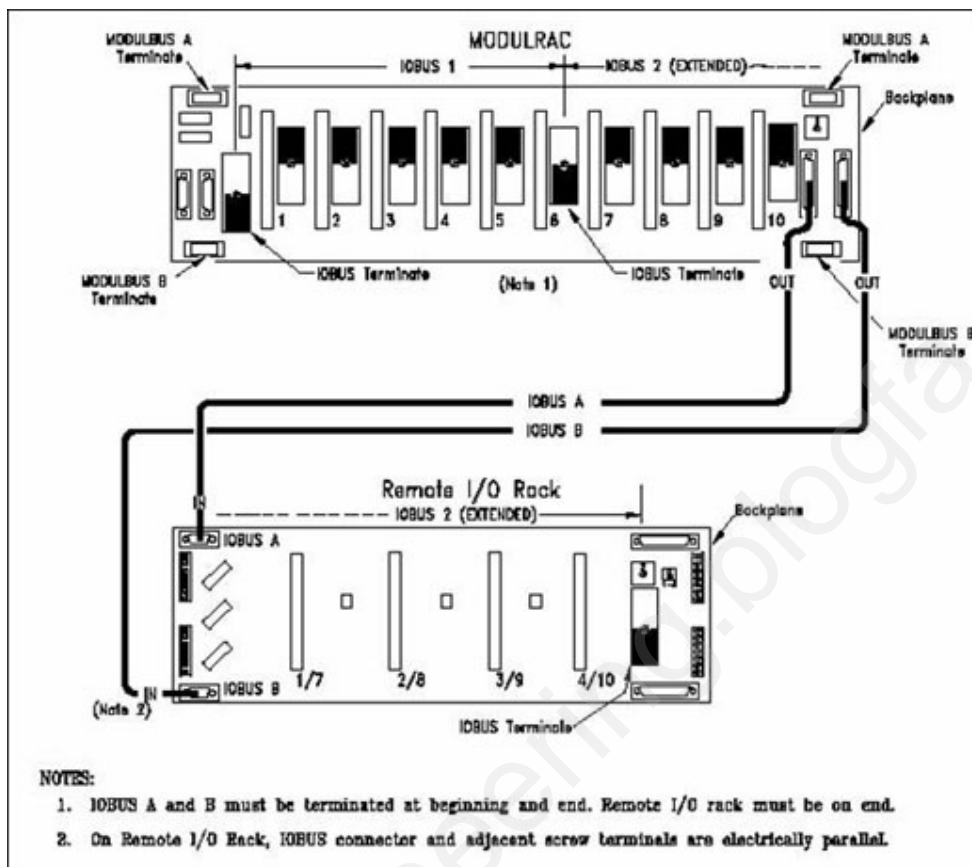 MODULRAC
MODULBUS A
Terminate
IOBUS 1
IOBUS 2 (EXTENDED)
MODULBUS A
Terminate
Backplane
1
2
3
4
5
6
7
8
9
10
MODULBUS B
Terminate
IOBUS Terminate
(Note 1)
IOBUS Terminate
OUT
OUT
MODULBUS B
Terminate
IOBUS A
IOBUS B
Remote I/O Rack
IOBUS 2 (EXTENDED)
Backplane
IN
IOBUS A
1/7
2/8
3/9
4/10
IN
IOBUS B
(Note 2)
IOBUS Terminate
NOTES:
1. IOBUS A and B must be terminated at beginning and end. Remote I/O rack must be on end.
2. On Remote I/O Rack, IOBUS connector and adjacent screw terminals are electrically parallel.
eering.blogfa